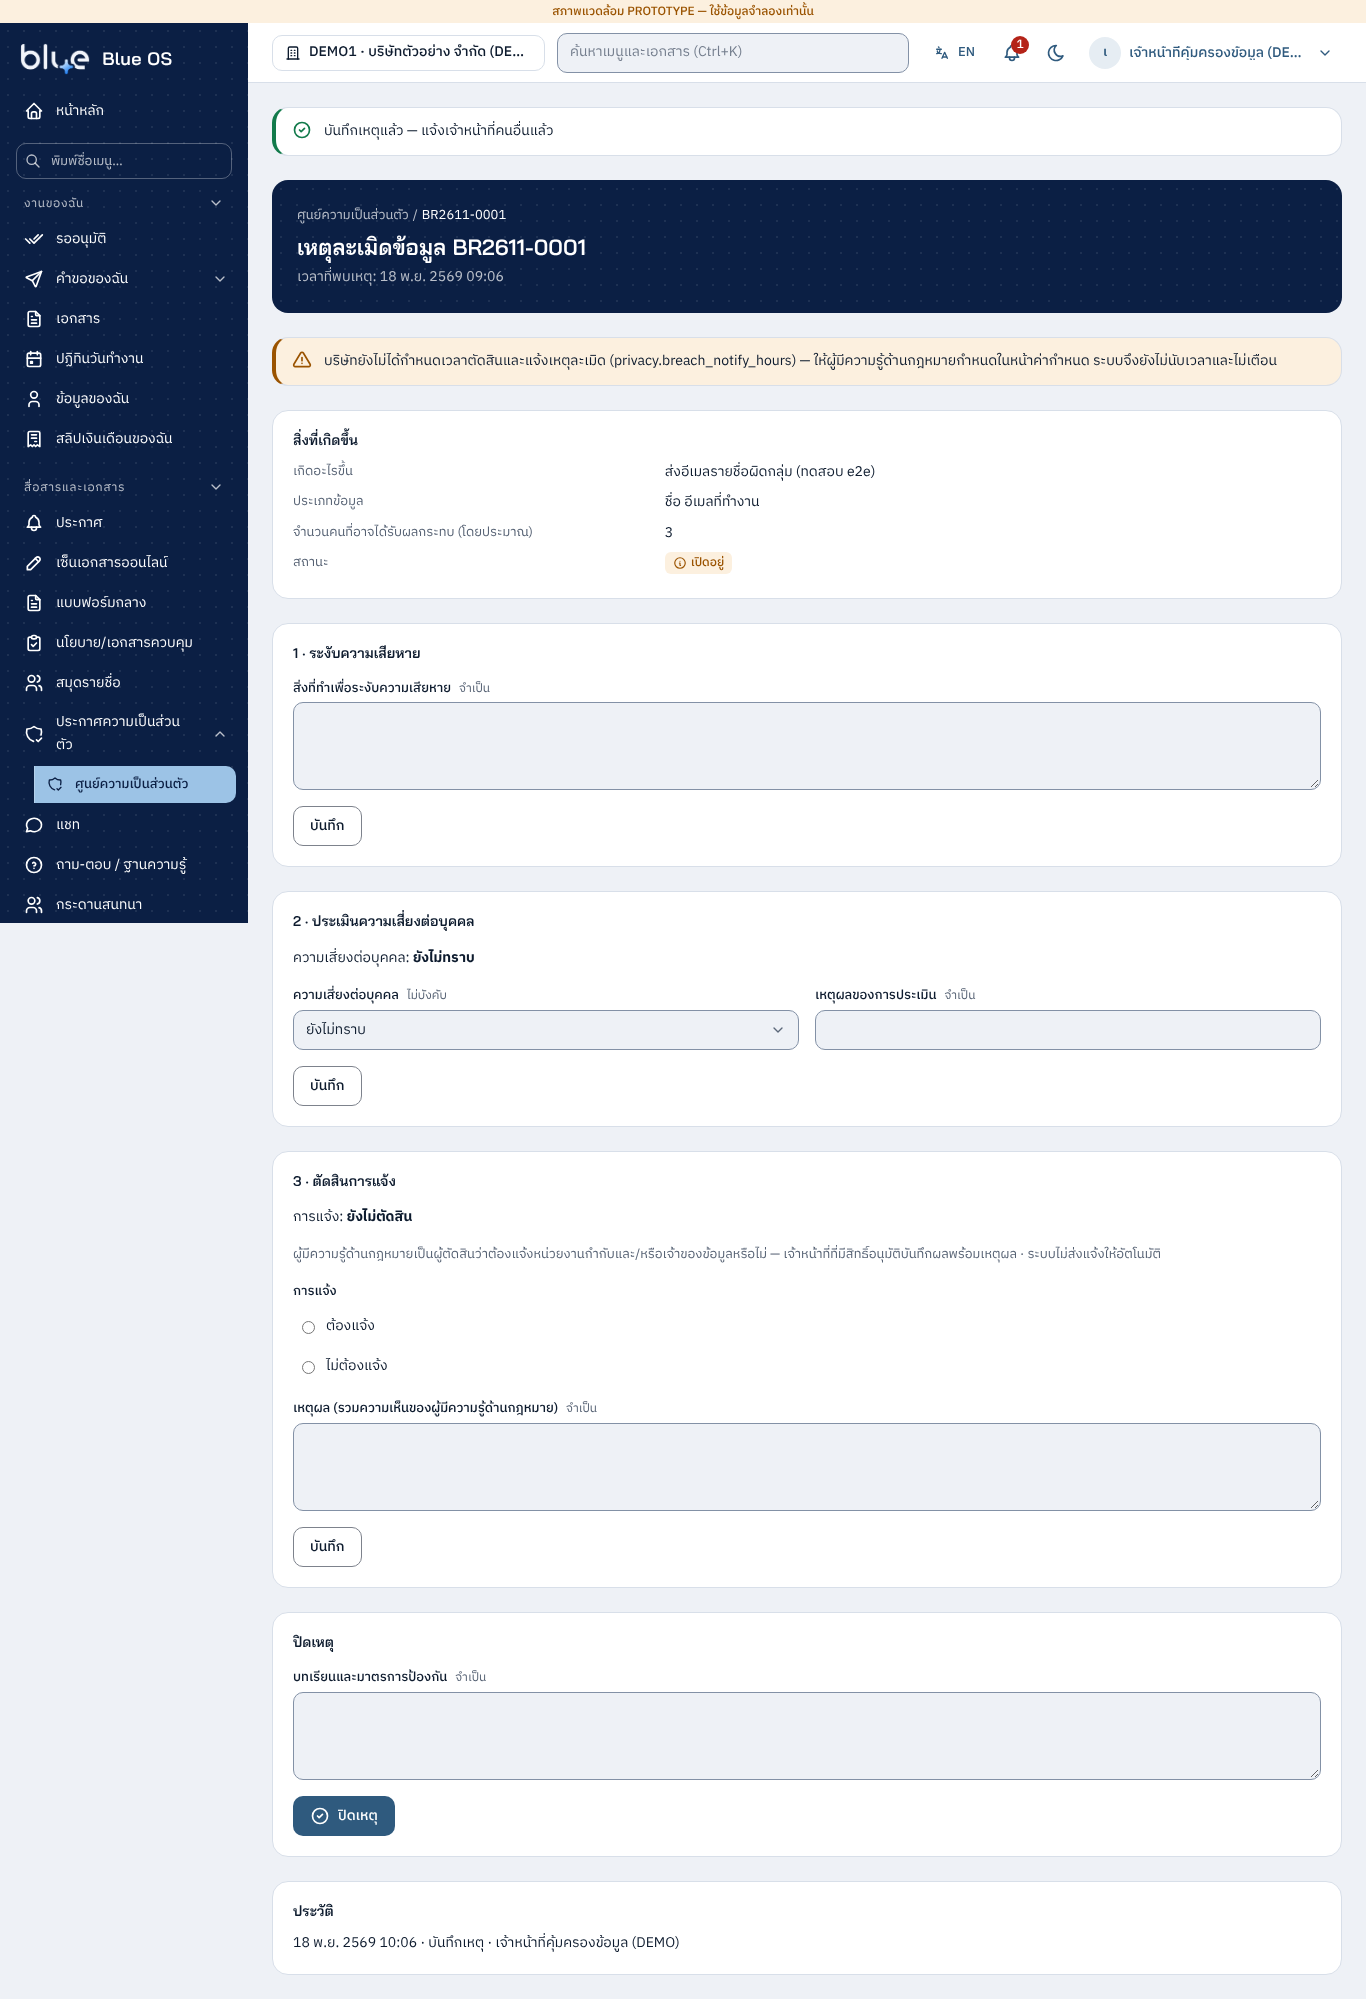 สภาพแวดล้อม PROTOTYPE — ใช้ข้อมูลจำลองเท่านั้น
blue Blue OS
DEMO1 · บริษัทตัวอย่าง จำกัด (DE...
ค้นหาเมนูและเอกสาร (Ctrl+K)
EN
1
เ
เจ้าหน้าที่คุ้มครองข้อมูล (DE...
หน้าหลัก
พิมพ์ชื่อเมนู...
งานของฉัน
รออนุมัติ
คำขอของฉัน
เอกสาร
ปฏิทินวันทำงาน
ข้อมูลของฉัน
สลิปเงินเดือนของฉัน
สื่อสารและเอกสาร
ประกาศ
เซ็นเอกสารออนไลน์
แบบฟอร์มกลาง
นโยบาย/เอกสารควบคุม
สมุดรายชื่อ
ประกาศความเป็นส่วน
ตัว
ศูนย์ความเป็นส่วนตัว
แชท
ถาม-ตอบ / ฐานความรู้
กระดานสนทนา
บันทึกเหตุแล้ว — แจ้งเจ้าหน้าที่คนอื่นแล้ว
ศูนย์ความเป็นส่วนตัว / BR2611-0001
เหตุละเมิดข้อมูล BR2611-0001
เวลาที่พบเหตุ: 18 พ.ย. 2569 09:06
บริษัทยังไม่ได้กำหนดเวลาตัดสินและแจ้งเหตุละเมิด (privacy.breach_notify_hours) — ให้ผู้มีความรู้ด้านกฎหมายกำหนดในหน้าค่ากำหนด ระบบจึงยังไม่นับเวลาและไม่เตือน
สิ่งที่เกิดขึ้น
เกิดอะไรขึ้น
ส่งอีเมลรายชื่อผิดกลุ่ม (ทดสอบ e2e)
ประเภทข้อมูล
ชื่อ อีเมลที่ทำงาน
จำนวนคนที่อาจได้รับผลกระทบ (โดยประมาณ)
3
สถานะ
เปิดอยู่
1 · ระงับความเสียหาย
สิ่งที่ทำเพื่อระงับความเสียหาย จำเป็น
บันทึก
2 · ประเมินความเสี่ยงต่อบุคคล
ความเสี่ยงต่อบุคคล: ยังไม่ทราบ
ความเสี่ยงต่อบุคคล ไม่บังคับ
เหตุผลของการประเมิน จำเป็น
ยังไม่ทราบ
บันทึก
3 · ตัดสินการแจ้ง
การแจ้ง: ยังไม่ตัดสิน
ผู้มีความรู้ด้านกฎหมายเป็นผู้ตัดสินว่าต้องแจ้งหน่วยงานกำกับและ/หรือเจ้าของข้อมูลหรือไม่ — เจ้าหน้าที่ที่มีสิทธิ์อนุมัติบันทึกผลพร้อมเหตุผล · ระบบไม่ส่งแจ้งให้อัตโนมัติ
การแจ้ง
ต้องแจ้ง
ไม่ต้องแจ้ง
เหตุผล (รวมความเห็นของผู้มีความรู้ด้านกฎหมาย) จำเป็น
บันทึก
ปิดเหตุ
บทเรียนและมาตรการป้องกัน จำเป็น
ปิดเหตุ
ประวัติ
18 พ.ย. 2569 10:06 · บันทึกเหตุ · เจ้าหน้าที่คุ้มครองข้อมูล (DEMO)